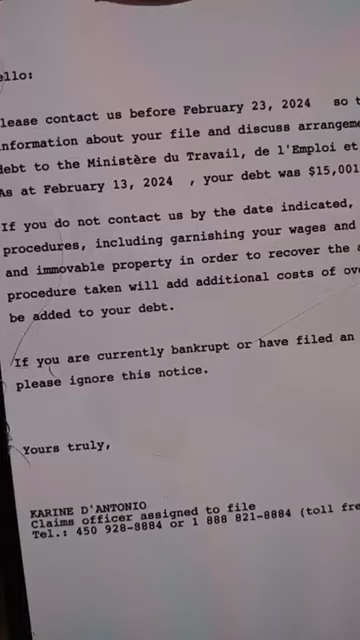 ello:
lease contact us before February 23, 2024 so t
information about your file and discuss arrangeme
debt to the Ministère du Travail, de l'Emploi et
As at February 13, 2024 , your debt was $15,001
If you do not contact us by the date indicated,
procedures, including garnishing your wages and
and immovable property in order to recover the a
procedure taken will add additional costs of ov
be added to your debt.
If you are currently bankrupt or have filed an
please ignore this notice.
Yours truly,
KARINE D'ANTONIO
Claims officer assigned to file
Tel.: 450 928-8884 or 1 888 821-8884 (toll fre